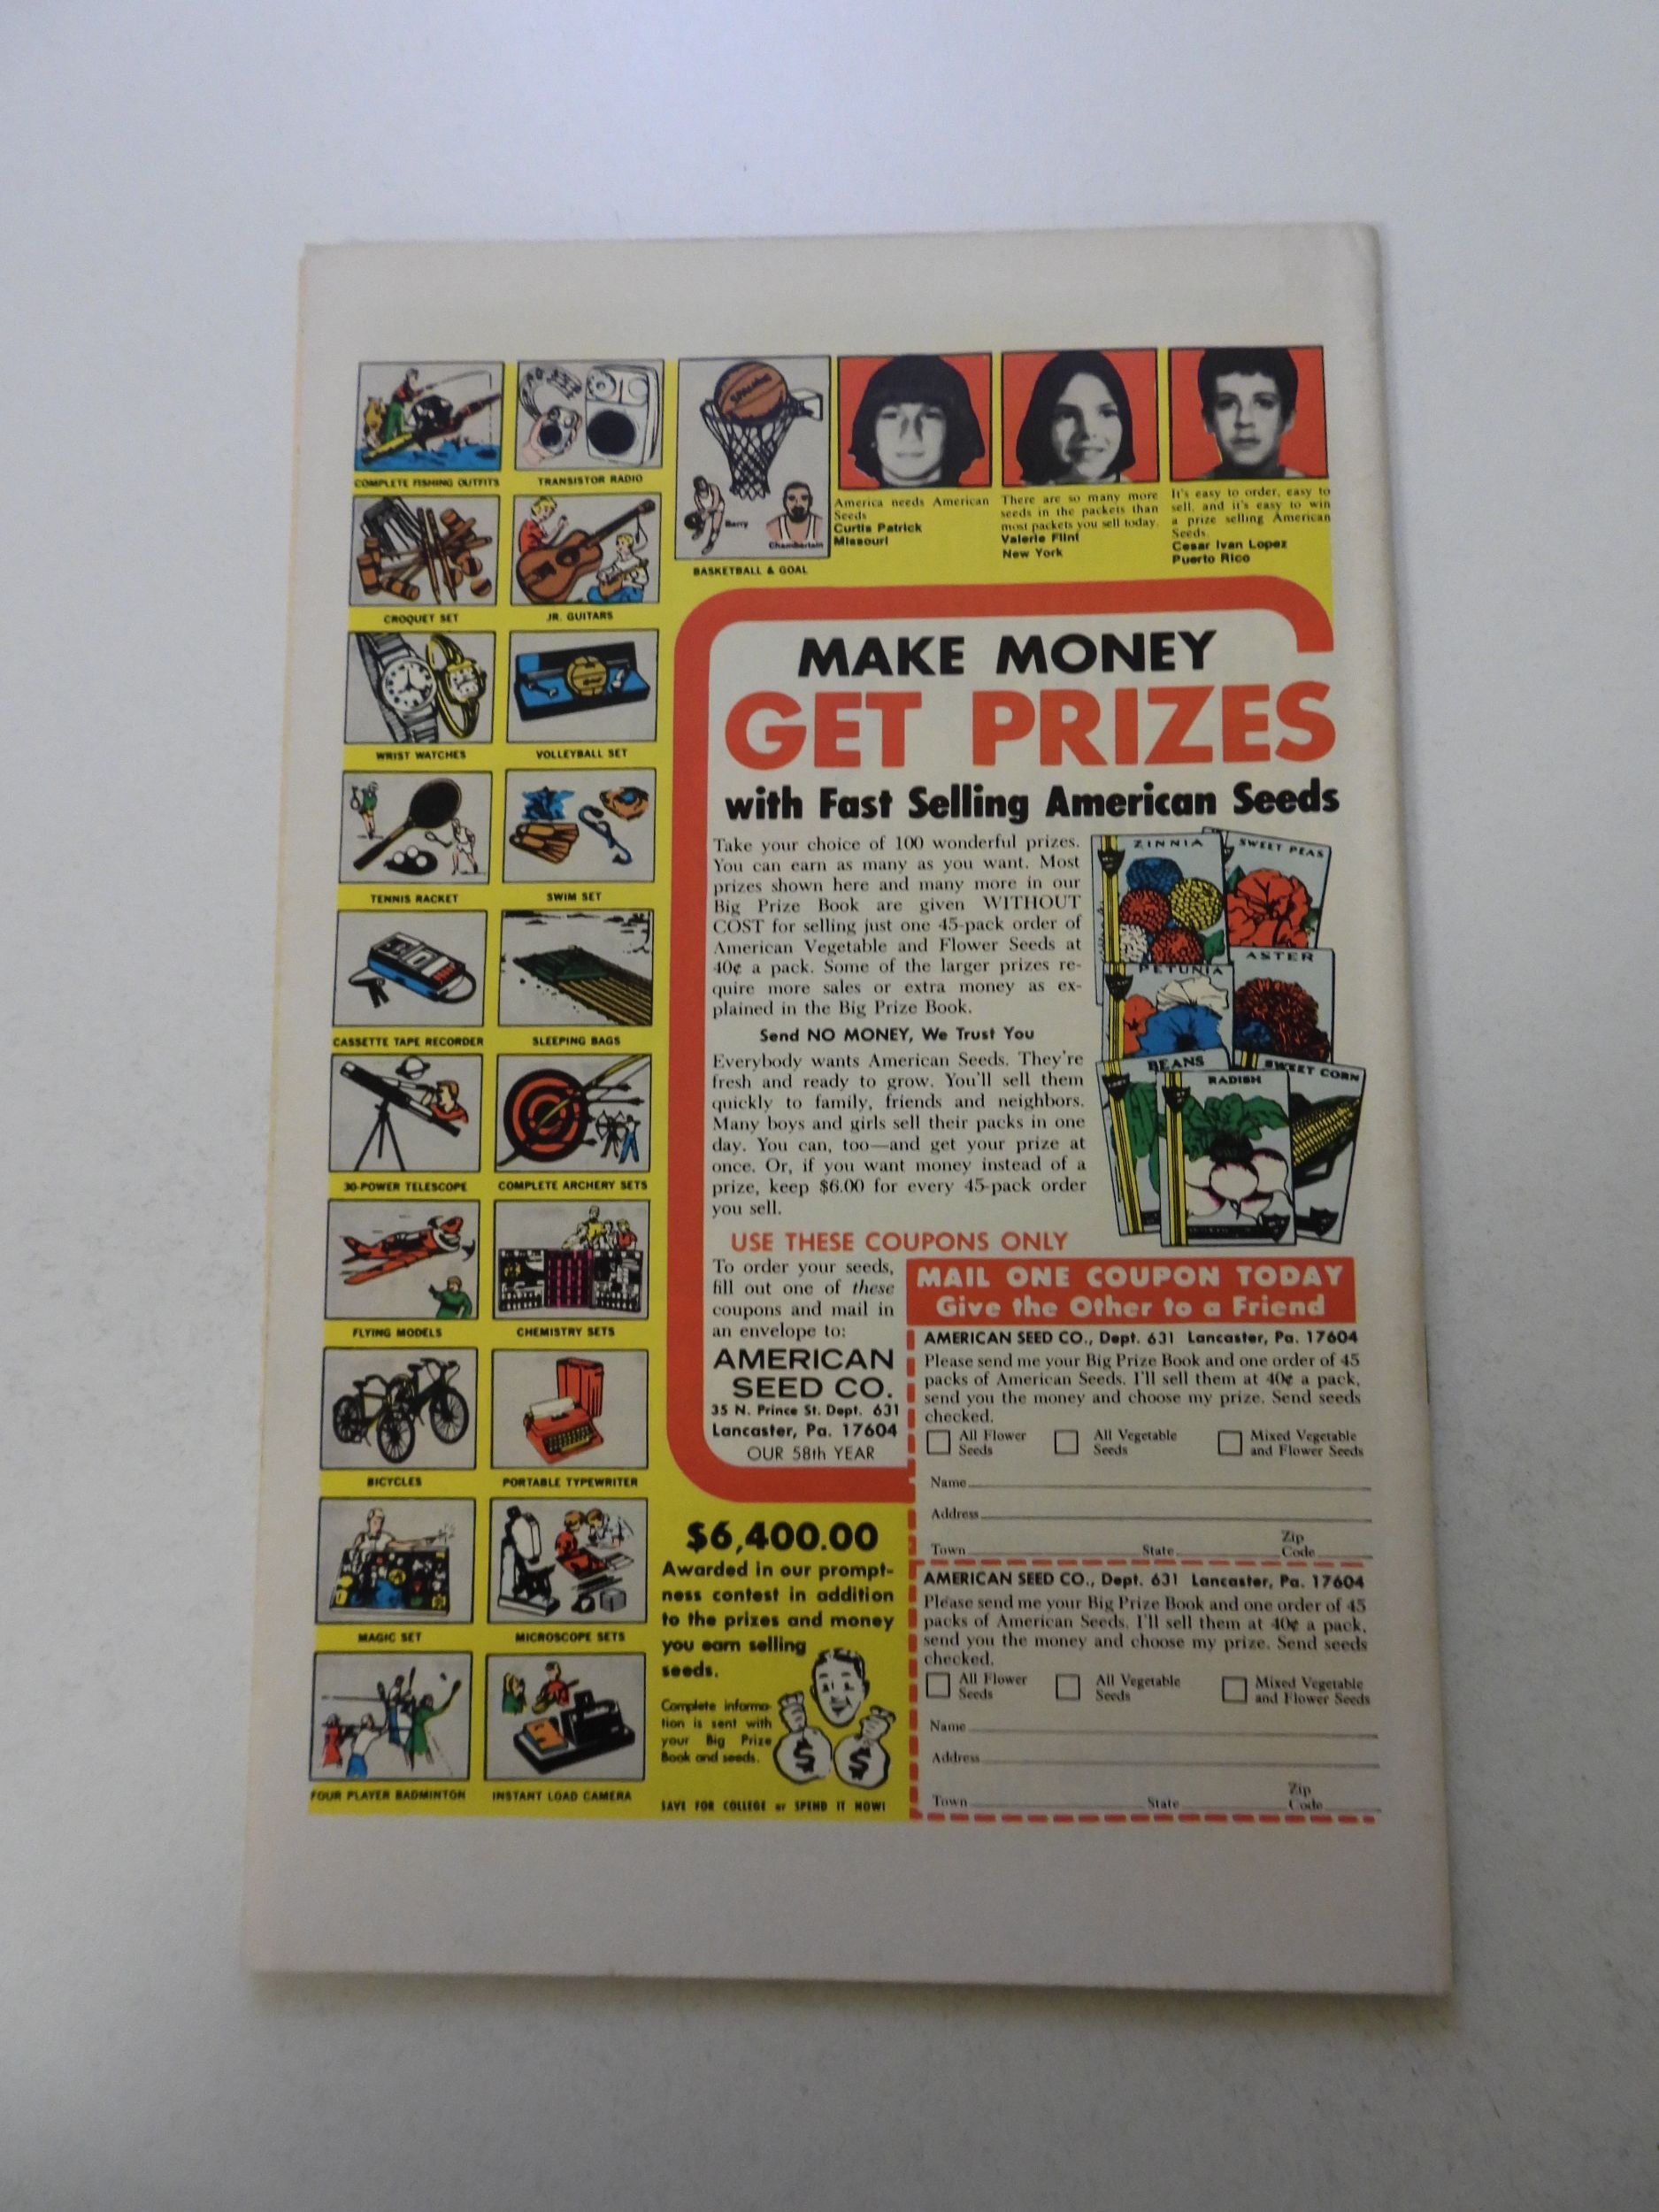 COMPLETE FISHING OUTFITS
TRANSISTOR RADIO
CROQUET SET
JR. GUITARS
WRIST WATCHES
VOLLEYBALL SET
TENNIS RACKET
SWIM SET
CASSETTE TAPE RECORDER
SLEEPING BAGS
30-POWER TELESCOPE
COMPLETE ARCHERY SETS
FLYING MODELS
CHEMISTRY SETS
BICYCLES
PORTABLE TYPEWRITER
MAGIC SET
MICROSCOPE SETS
FOUR PLAYER BADMINTON
INSTANT LOAD CAMERA
Spalding
Barry
Chamberlain
BASKETBALL & GOAL
America needs American
Seeds
Curtis Patrick
Missouri
There are so many more
seeds in the packets than
most packets you sell today.
Valerie Flint
New York
It's easy to order, easy to
sell, and it's easy to win
a prize selling American
Seeds.
Cesar Ivan Lopez
Puerto Rico
MAKE MONEY
GET PRIZES
with Fast Selling American Seeds
Take your choice of 100 wonderful prizes.
You can earn as many as you want. Most
prizes shown here and many more in our
Big Prize Book are given WITHOUT
COST for selling just one 45-pack order of
American Vegetable and Flower Seeds at
40¢ a pack. Some of the larger prizes re-
quire more sales or extra money as ex-
plained in the Big Prize Book.
Send NO MONEY, We Trust You
Everybody wants American Seeds. They're
fresh and ready to grow. You'll sell them
quickly to family, friends and neighbors.
Many boys and girls sell their packs in one
day. You can, too—and get your prize at
once. Or, if you want money instead of a
prize, keep $6.00 for every 45-pack order
you sell.
ZINNIA
SWEET PEAS
PETUNIA
ASTER
BEANS
RADISH
SWEET CORN
USE THESE COUPONS ONLY
To order your seeds,
fill out one of these
coupons and mail in
an envelope to:
AMERICAN
SEED CO.
35 N. Prince St. Dept. 631
Lancaster, Pa. 17604
OUR 58th YEAR
MAIL ONE COUPON TODAY
Give the Other to a Friend
AMERICAN SEED CO., Dept. 631 Lancaster, Pa. 17604
Please send me your Big Prize Book and one order of 45
packs of American Seeds. I'll sell them at 40¢ a pack,
send you the money and choose my prize. Send seeds
checked.
All Flower Seeds
All Vegetable Seeds
Mixed Vegetable and Flower Seeds
Name
Address
Town State Zip Code
AMERICAN SEED CO., Dept. 631 Lancaster, Pa. 17604
Please send me your Big Prize Book and one order of 45
packs of American Seeds. I'll sell them at 40¢ a pack,
send you the money and choose my prize. Send seeds
checked.
All Flower Seeds
All Vegetable Seeds
Mixed Vegetable and Flower Seeds
Name
Address
Town State Zip Code
$6,400.00
Awarded in our prompt-
ness contest in addition
to the prizes and money
you earn selling
seeds.
Complete informa-
tion is sent with
your Big Prize
Book and seeds.
$ $
SAVE FOR COLLEGE or SPEND IT NOW!